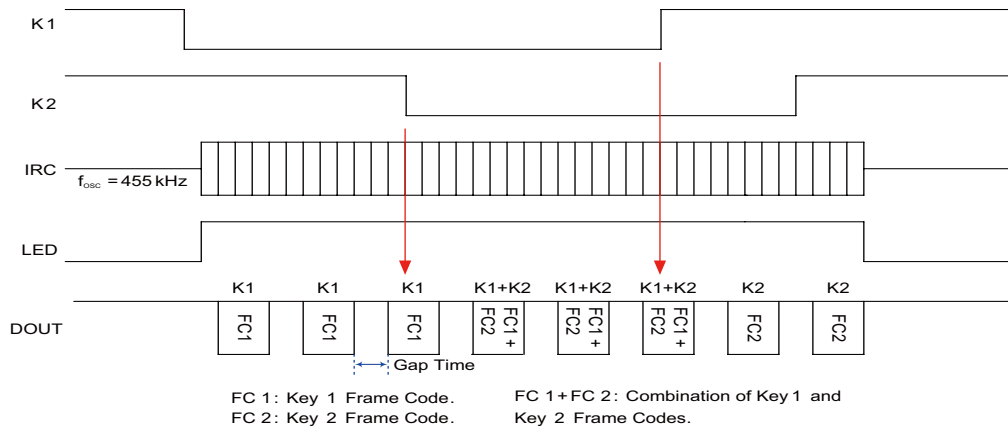 K1
K2
IRC
fosc = 455 kHz
LED
K1 K1 K1 K1+K2 K1+K2 K1+K2 K2 K2
DOUT
FC1
FC1
FC1
FC1 +
FC2
FC1 +
FC2
FC1 +
FC2
FC2
FC2
Gap Time
FC 1: Key 1 Frame Code.
FC 2: Key 2 Frame Code.
FC 1+FC 2: Combination of Key 1 and
Key 2 Frame Codes.